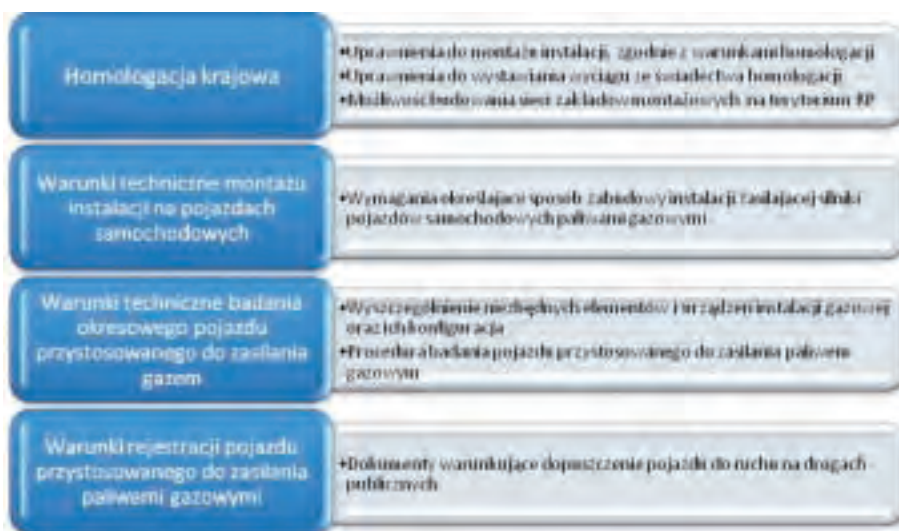 Homologacja krajowa
•Uprawnienia do montażu instalacji, zgodnie z warunkami homologacji
•Uprawnienia do wystawiania wyciągu ze świadectwa homologacji
•Możliwość budowania sieci zakładów montażowych na terytorium RP
Warunki techniczne montażu
instalacji na pojazdach
samochodowych
•Wymagania określające sposób zabudowy instalacji zasilającej silniki
pojazdów samochodowych paliwami gazowymi
Warunki techniczne badania
okresowego pojazdu
przystosowanego do zasilania
gazem
•Wyszczególnienie niezbędnych elementów i urządzeń instalacji gazowej
oraz ich konfiguracja
•Procedura badania pojazdu przystosowanego do zasilania paliwem
gazowym
Warunki rejestracji pojazdu
przystosowanego do zasilania
paliwami gazowymi
•Dokumenty warunkujące dopuszczenie pojazdu do ruchu na drogach
publicznych